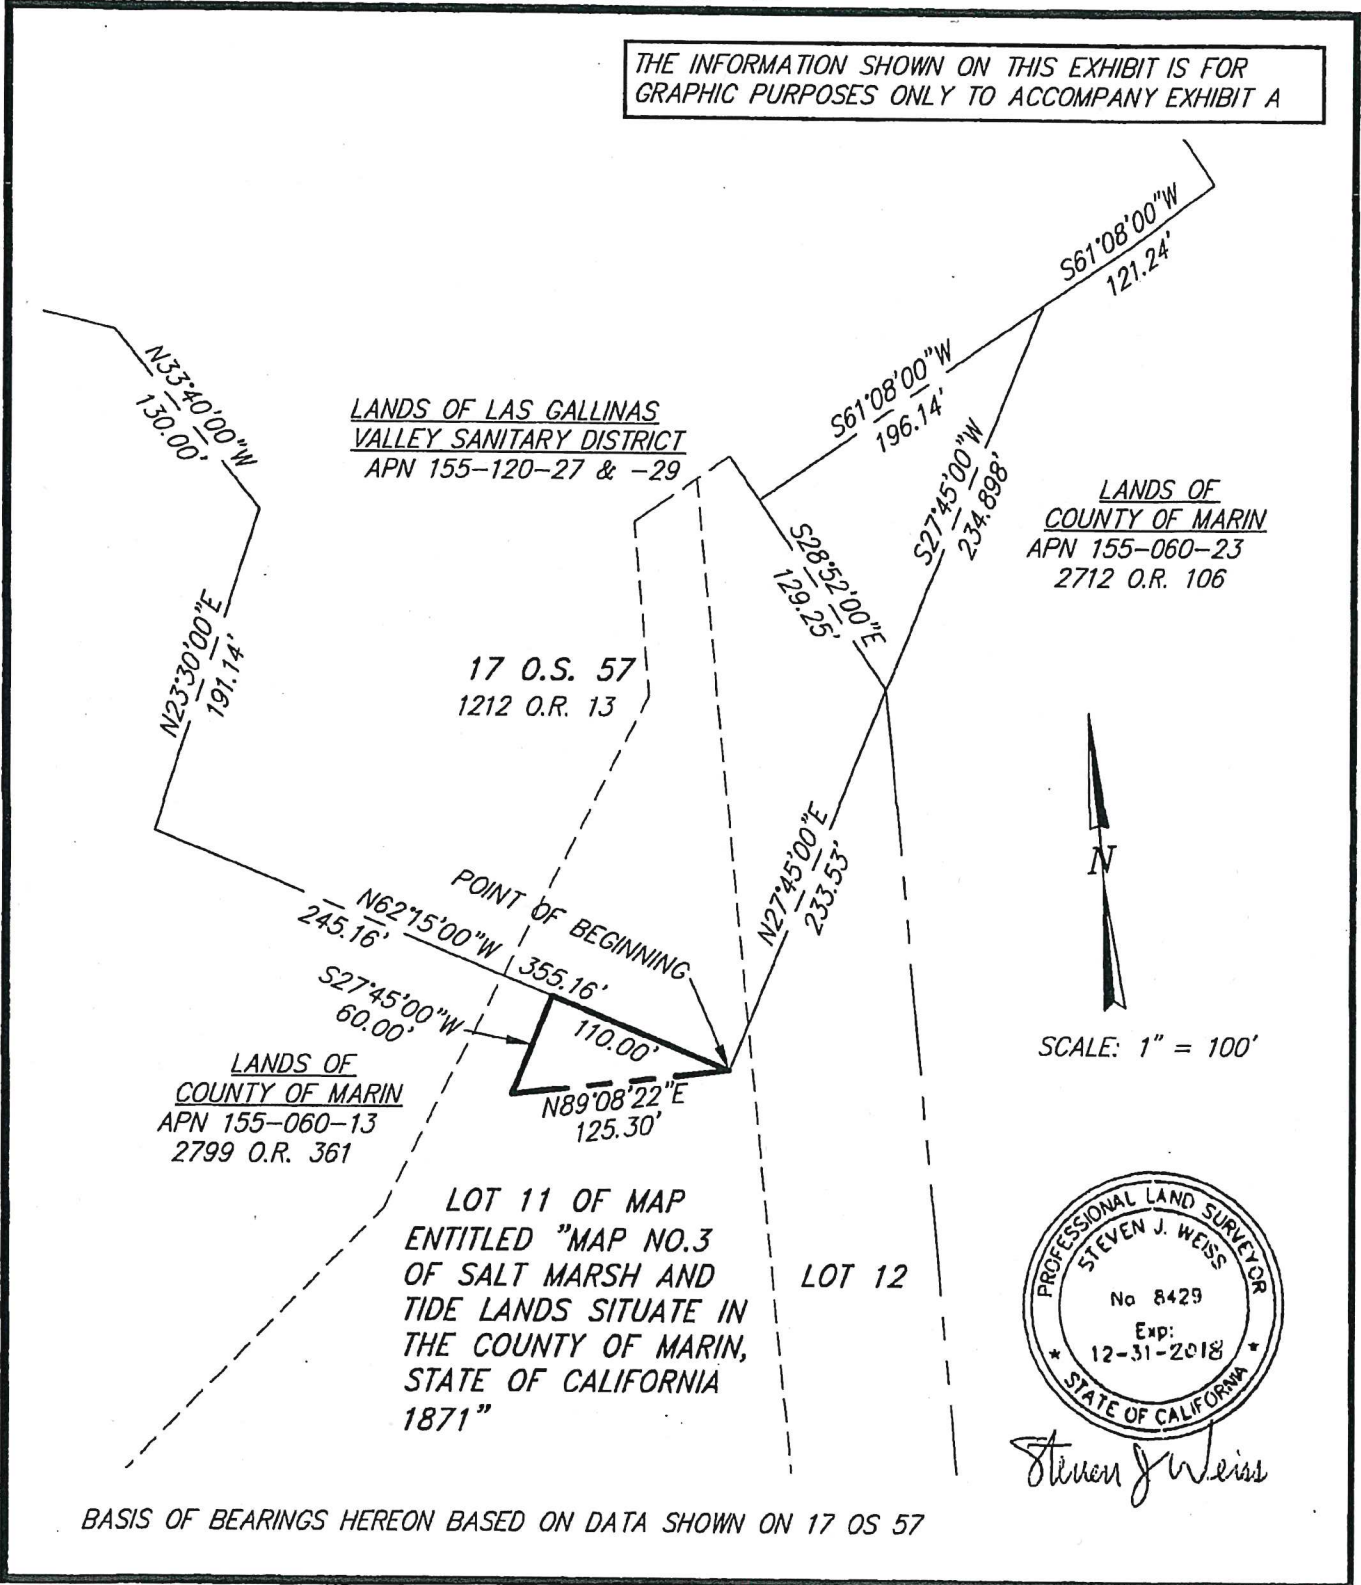 THE INFORMATION SHOWN ON THIS EXHIBIT IS FOR
GRAPHIC PURPOSES ONLY TO ACCOMPANY EXHIBIT A
S61°08'00"W
121.24'
S61°08'00"W
196.14'
N33°40'00"W
130.00'
LANDS OF LAS GALLINAS
VALLEY SANITARY DISTRICT
APN 155-120-27 & -29
S27°45'00"W
234.898'
LANDS OF
COUNTY OF MARIN
APN 155-060-23
2712 O.R. 106
S28°52'00"E
129.25'
N23°30'00"E
191.14'
17 O.S. 57
1212 O.R. 13
N
SCALE: 1" = 100'
N27°45'00"E
233.53'
POINT OF BEGINNING
N62°15'00"W
245.16'
355.16'
S27°45'00"W
60.00'
110.00'
N89°08'22"E
125.30'
LANDS OF
COUNTY OF MARIN
APN 155-060-13
2799 O.R. 361
LOT 11 OF MAP
ENTITLED "MAP NO.3
OF SALT MARSH AND
TIDE LANDS SITUATE IN
THE COUNTY OF MARIN,
STATE OF CALIFORNIA
1871"
LOT 12
PROFESSIONAL LAND SURVEYOR
STEVEN J. WEISS
No 8429
Exp:
12-31-2018
* STATE OF CALIFORNIA *
Steven J Weiss
BASIS OF BEARINGS HEREON BASED ON DATA SHOWN ON 17 OS 57